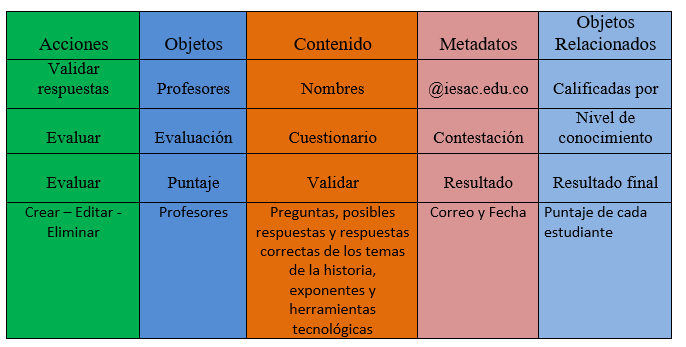 Acciones
Objetos
Contenido
Metadatos
Objetos
Relacionados
Validar
respuestas
Profesores
Nombres
@iesac.edu.co
Calificadas por
Evaluar
Evaluación
Cuestionario
Contestación
Nivel de
conocimiento
Evaluar
Puntaje
Validar
Resultado
Resultado final
Crear – Editar -
Eliminar
Profesores
Preguntas, posibles
respuestas y respuestas
correctas de los temas
de la historia,
exponentes y
herramientas
tecnológicas
Correo y Fecha
Puntaje de cada
estudiante